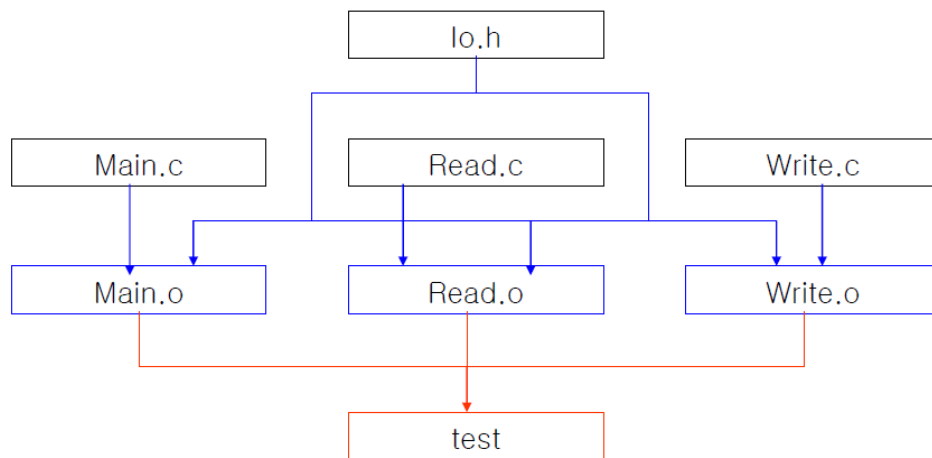 Io.h
Main.c
Read.c
Write.c
Main.o
Read.o
Write.o
test